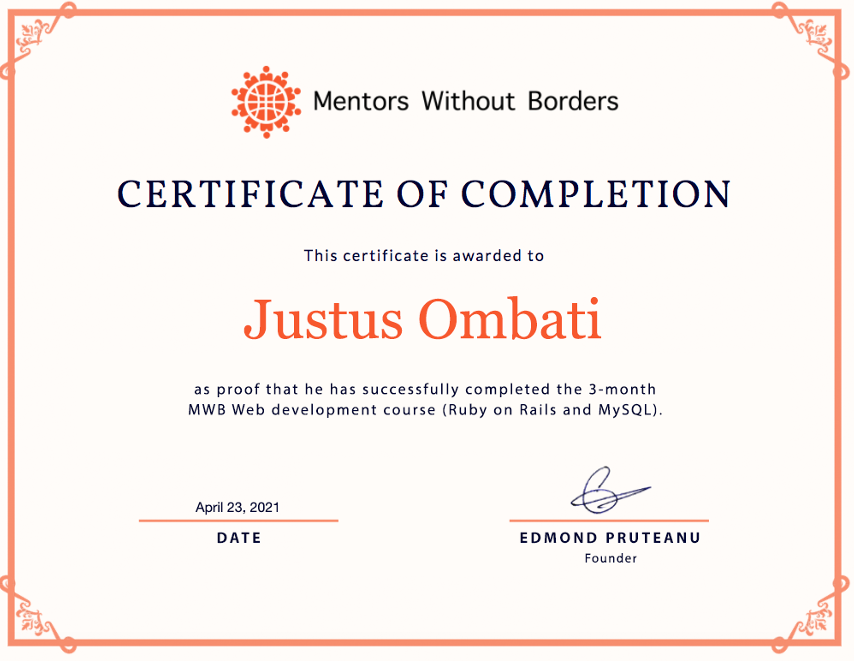 Mentors Without Borders
CERTIFICATE OF COMPLETION
This certificate is awarded to
Justus Ombati
as proof that he has successfully completed the 3-month
MWB Web development course (Ruby on Rails and MySQL).
April 23, 2021
DATE
EDMOND PRUTEANU
Founder